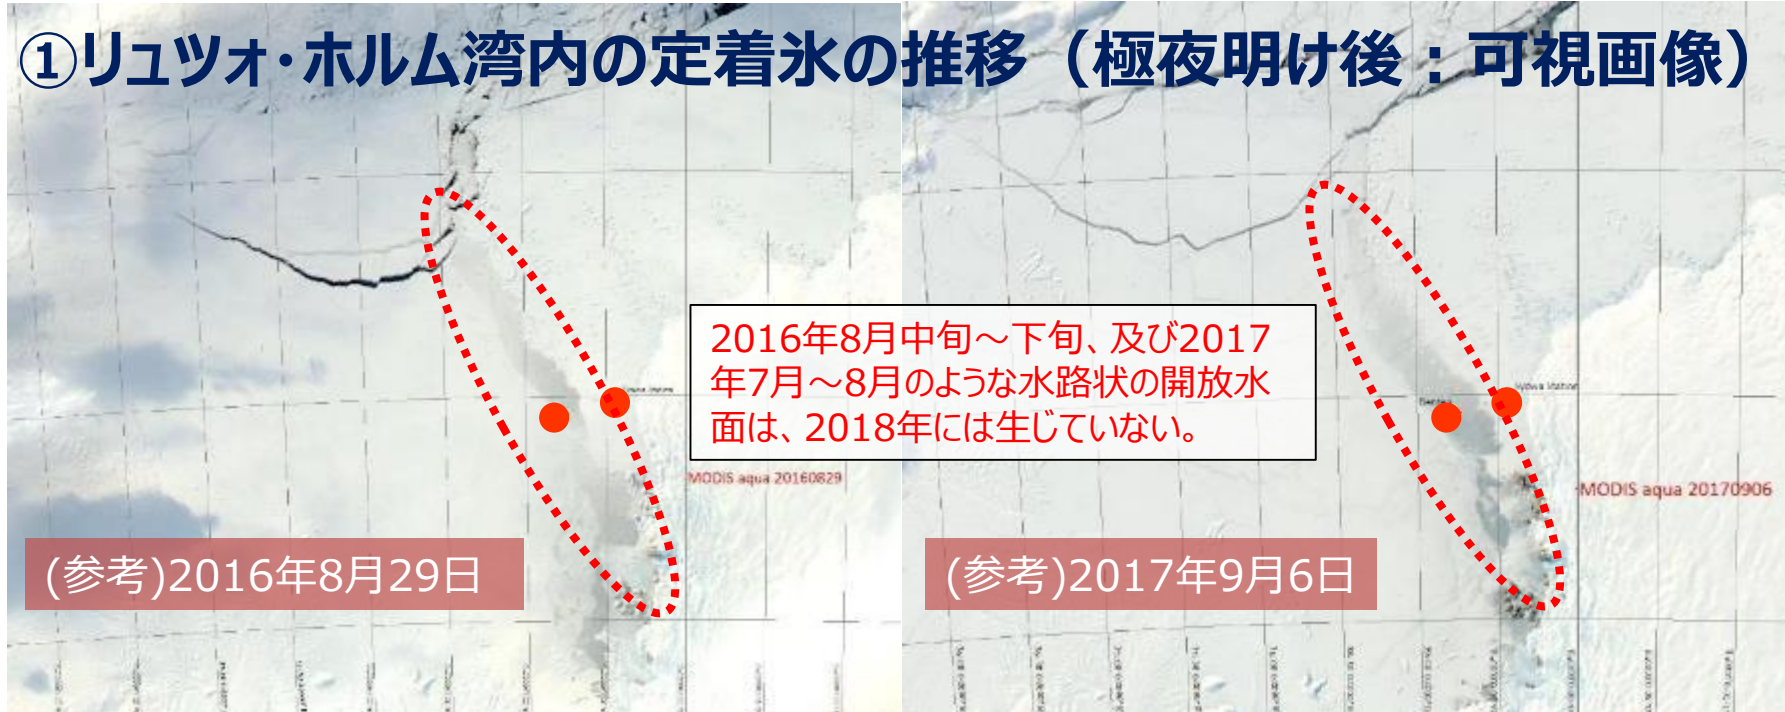 ①リュツォ・ホルム湾内の定着氷の推移（極夜明け後：可視画像）
2016年8月中旬～下旬、及び2017
年7月～8月のような水路状の開放水
面は、2018年には生じていない。
Syowa Station
MODIS aqua 20160829
MODIS aqua 20170906
(参考)2016年8月29日
(参考)2017年9月6日